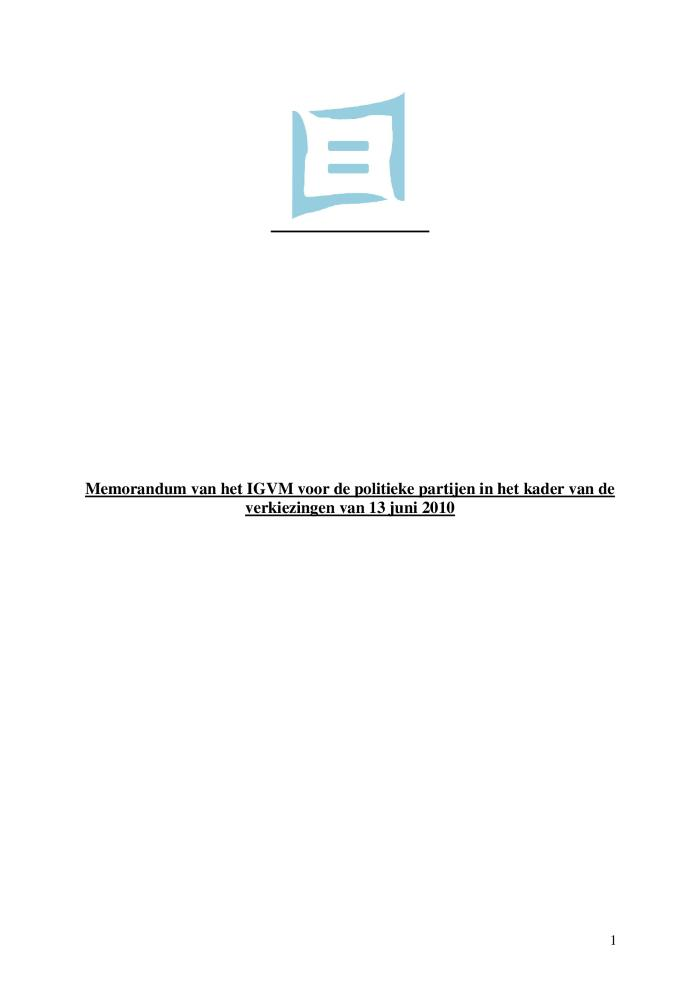 Memorandum van het IGVM voor de politieke partijen in het kader van de
verkiezingen van 13 juni 2010
1